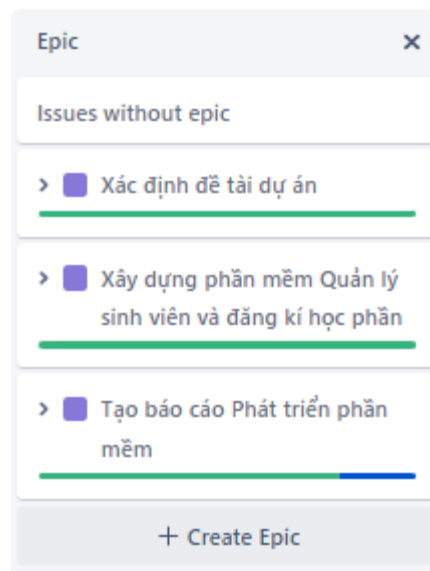 Epic
Issues without epic
Xác định đề tài dự án
Xây dựng phần mềm Quản lý
sinh viên và đăng kí học phần
Tạo báo cáo Phát triển phần
mềm
+ Create Epic